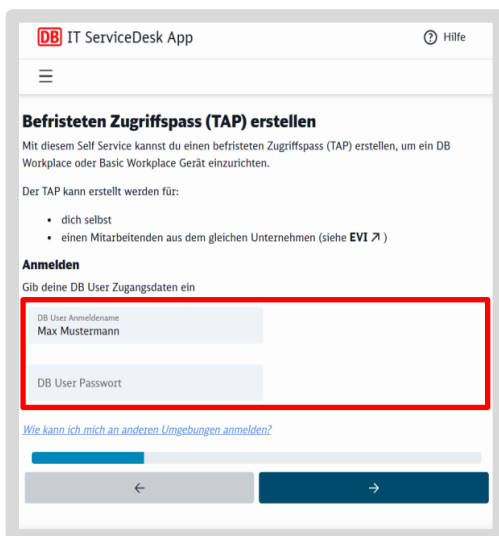 DB IT ServiceDesk App
Hilfe
Befristeten Zugriffspass (TAP) erstellen
Mit diesem Self Service kannst du einen befristeten Zugriffspass (TAP) erstellen, um ein DB
Workplace oder Basic Workplace Gerät einzurichten.
Der TAP kann erstellt werden für:
• dich selbst
• einen Mitarbeitenden aus dem gleichen Unternehmen (siehe EVI ↗ )
Anmelden
Gib deine DB User Zugangsdaten ein
DB User Anmeldename
Max Mustermann
DB User Passwort
Wie kann ich mich an anderen Umgebungen anmelden?